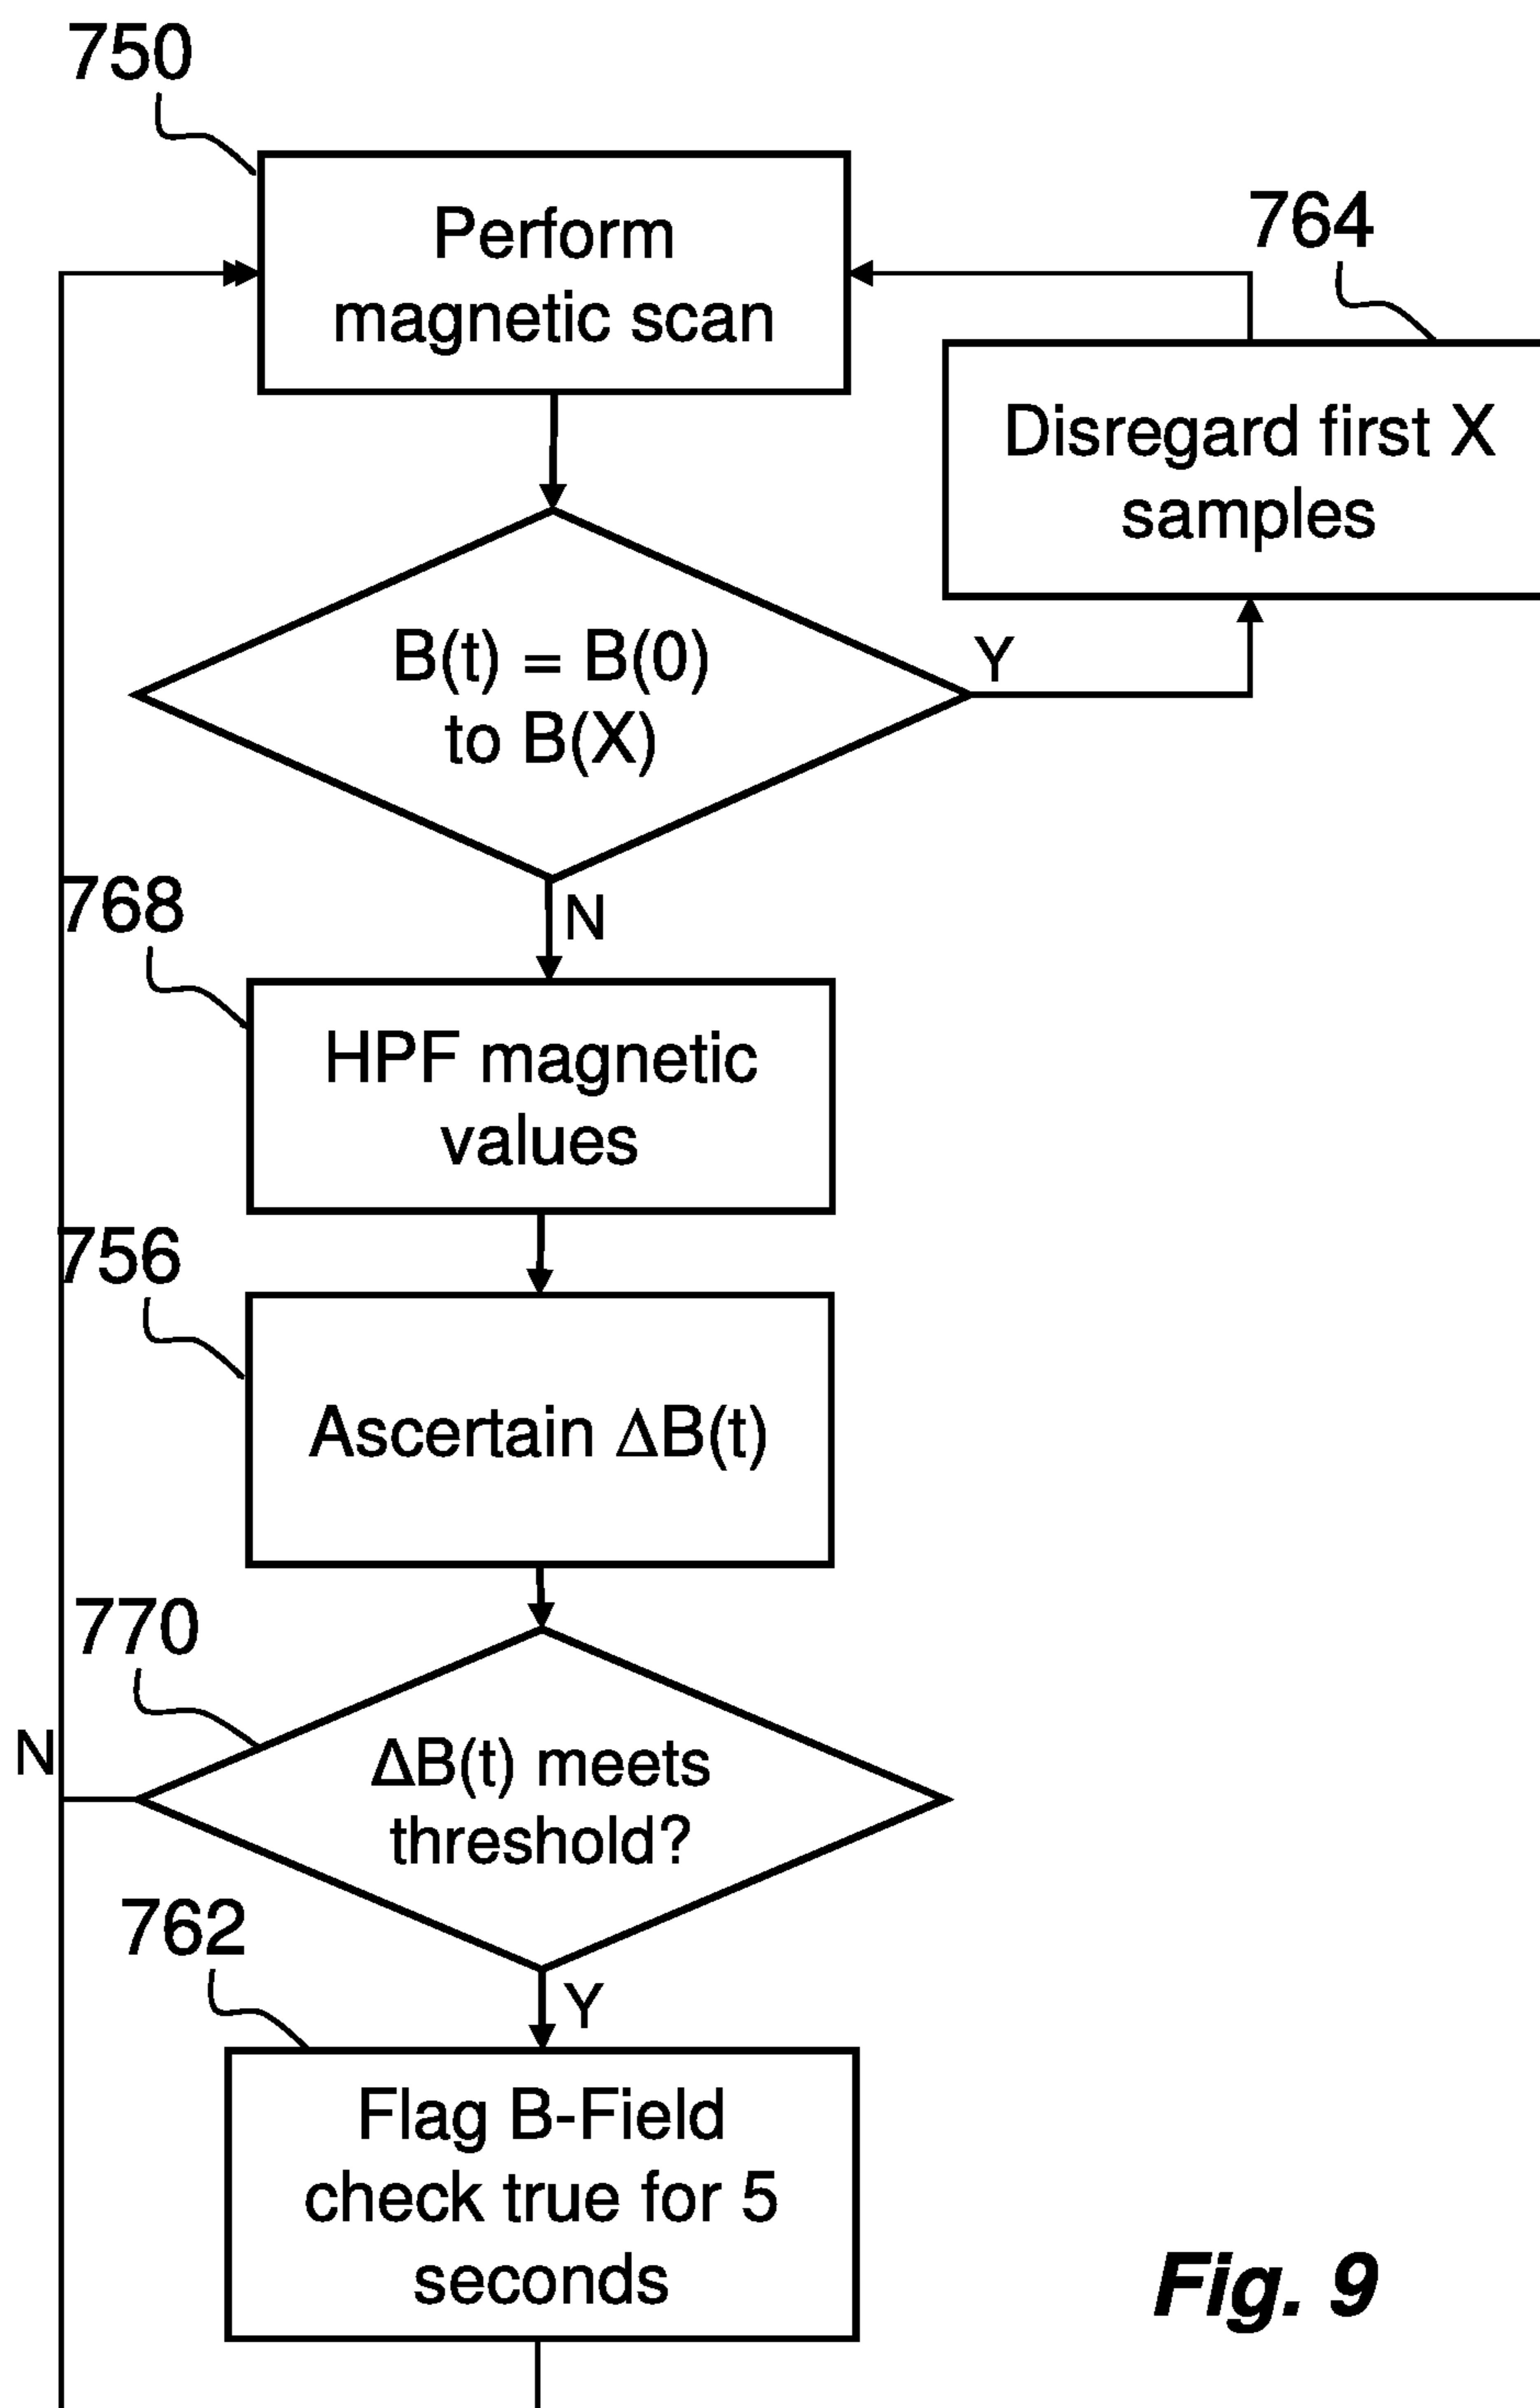 750
Perform
magnetic scan
764
Disregard first X
samples
B(t) = B(0)
to B(X)
Y
N
768
HPF magnetic
values
756
Ascertain ΔB(t)
770
ΔB(t) meets
threshold?
N
Y
762
Flag B-Field
check true for 5
seconds
Fig. 9